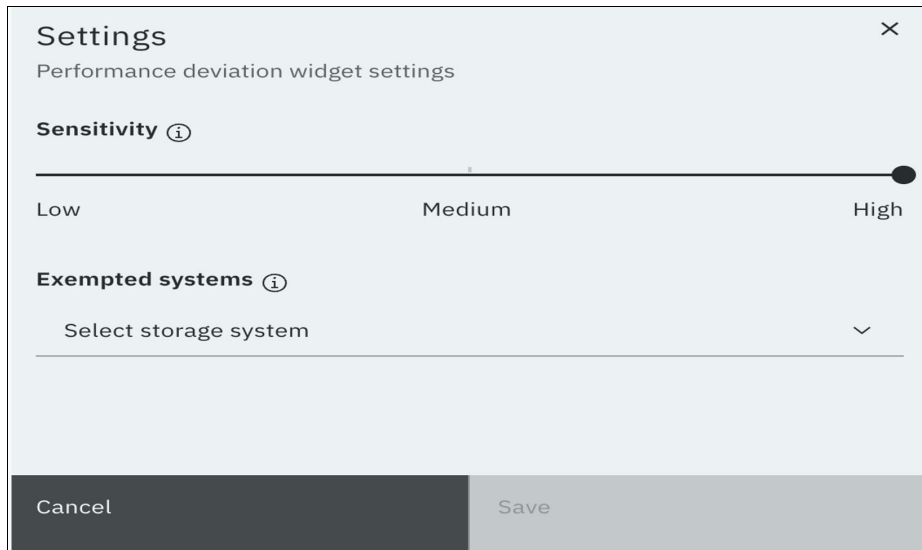 Settings
Performance deviation widget settings
Sensitivity
Low Medium High
Exempted systems
Select storage system
Cancel Save